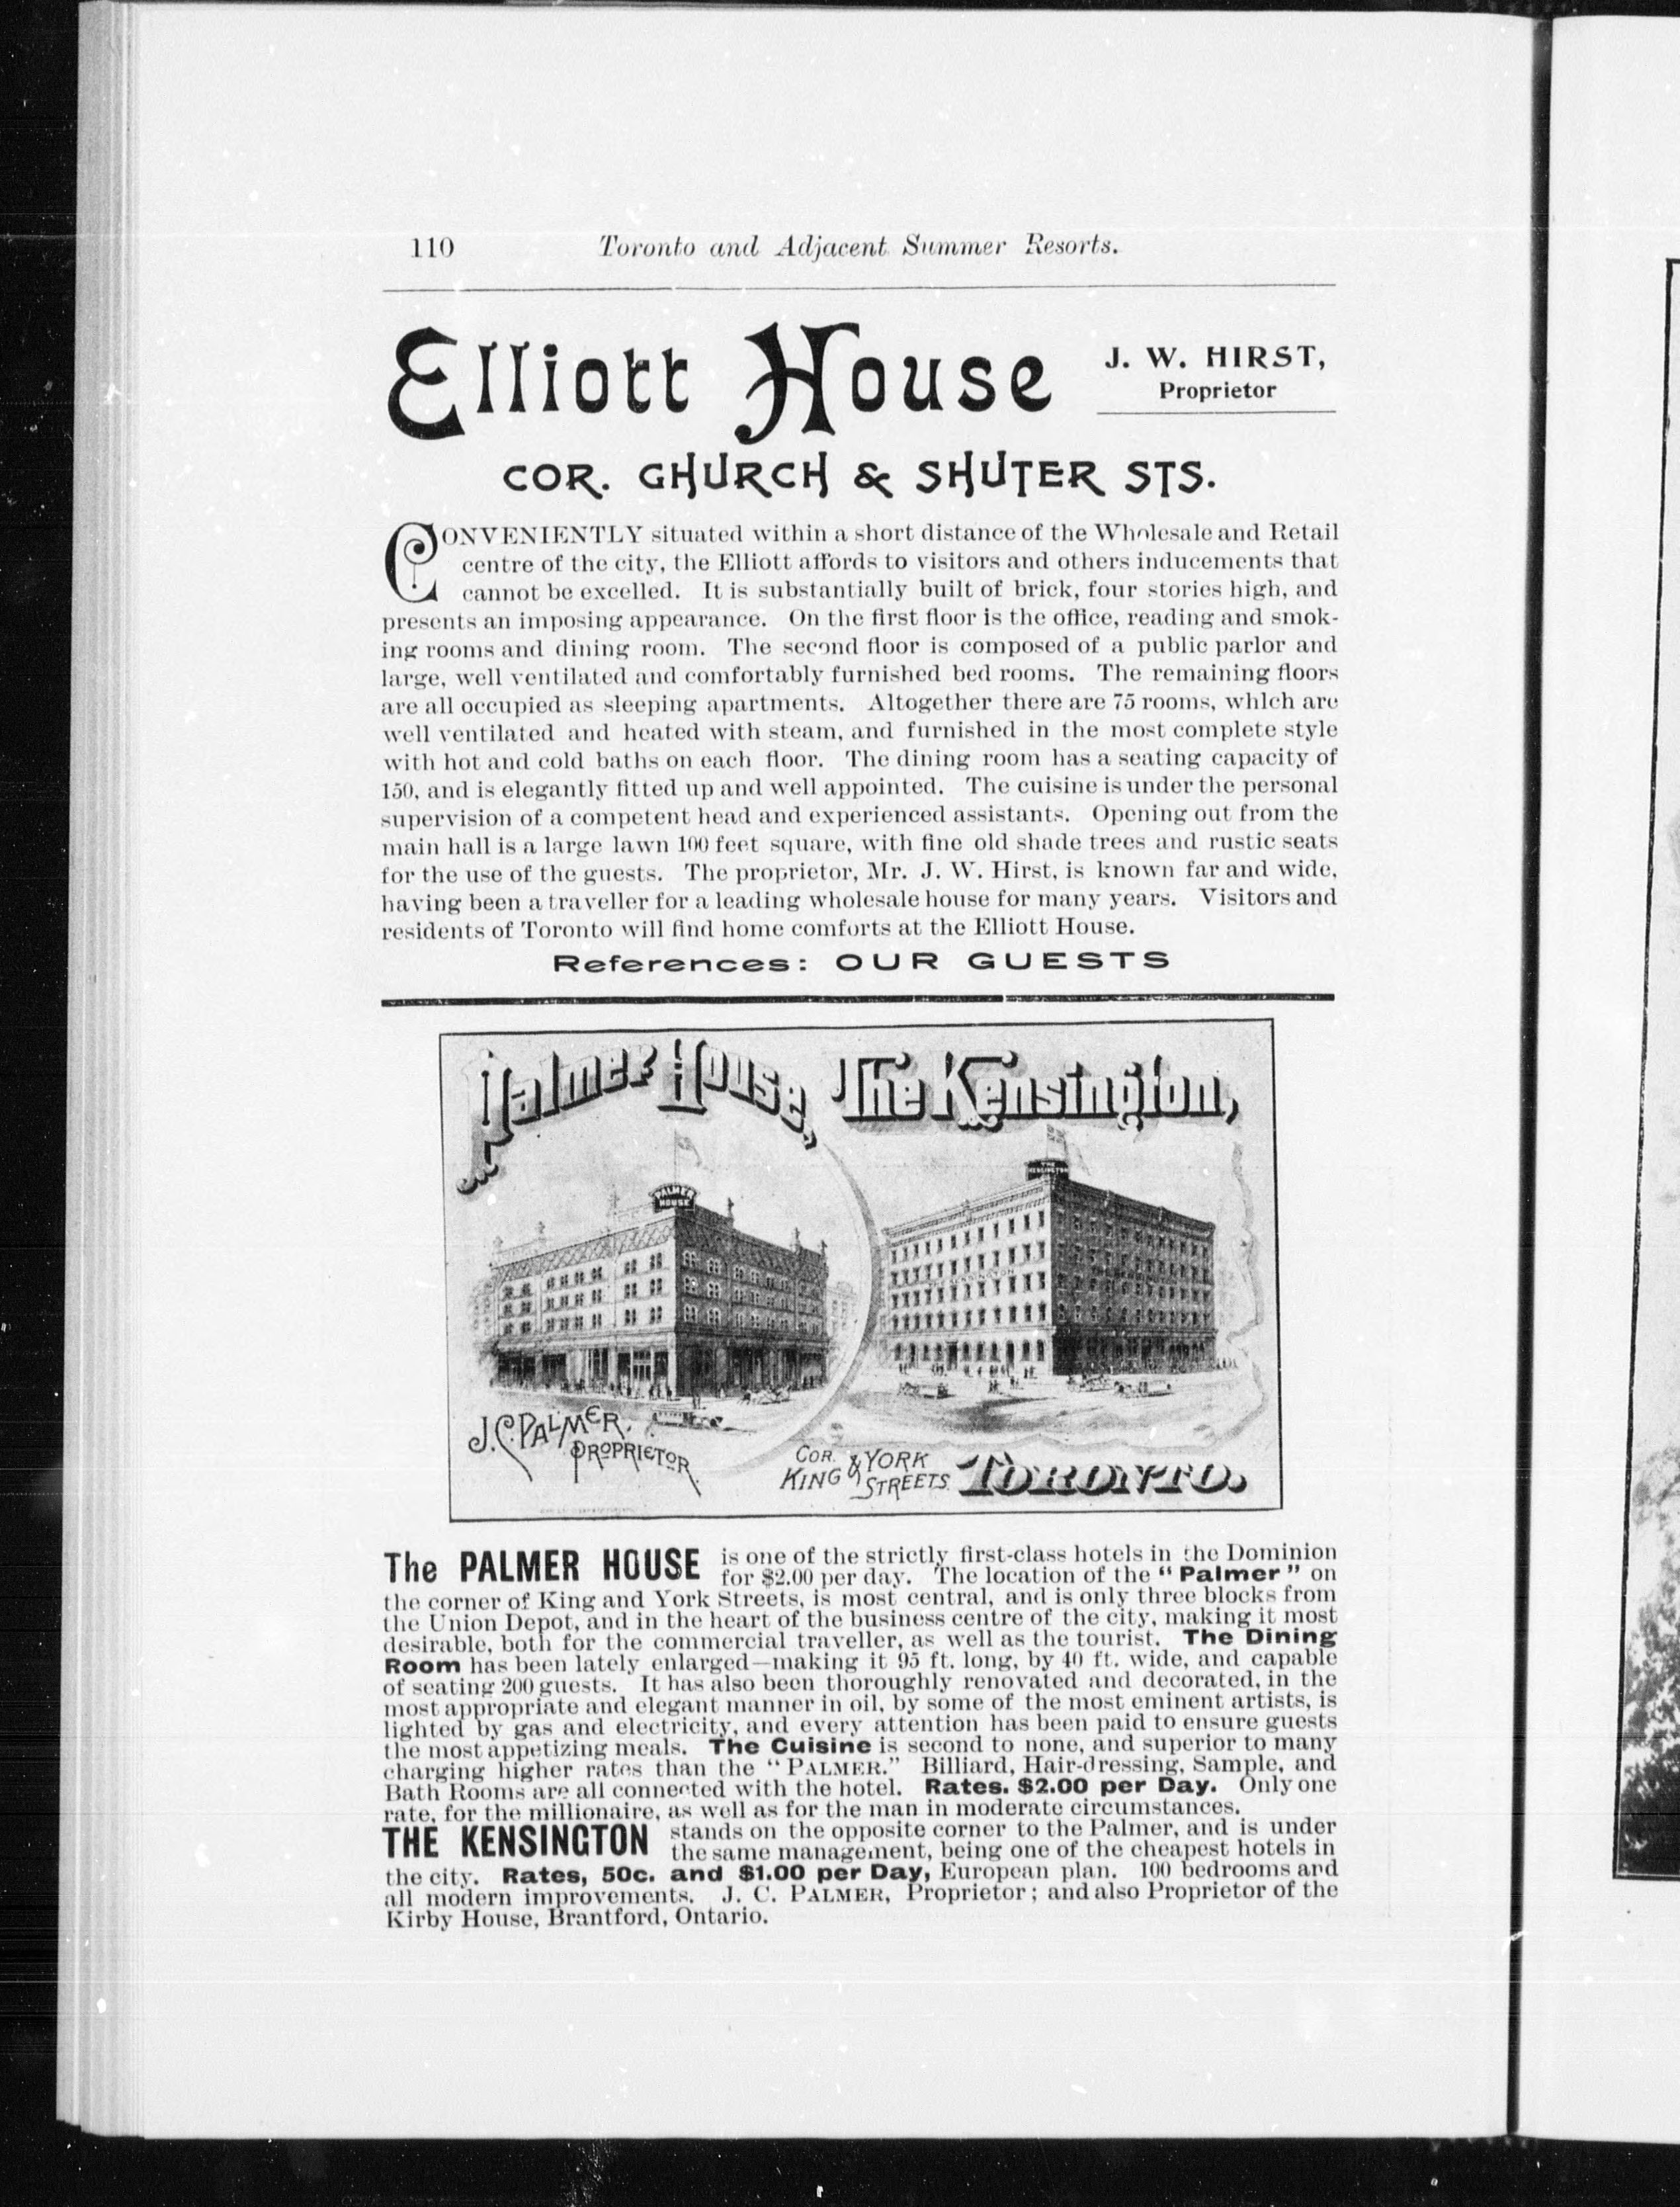 110 Toronto and Adjacent Summer Resorts.
Elliott House J. W. HIRST,
Proprietor
COR. GHURCH & SHUTER STS.
CONVENIENTLY situated within a short distance of the Wholesale and Retail
centre of the city, the Elliott affords to visitors and others inducements that
cannot be excelled. It is substantially built of brick, four stories high, and
presents an imposing appearance. On the first floor is the office, reading and smok-
ing rooms and dining room. The second floor is composed of a public parlor and
large, well ventilated and comfortably furnished bed rooms. The remaining floors
are all occupied as sleeping apartments. Altogether there are 75 rooms, whlch are
well ventilated and heated with steam, and furnished in the most complete style
with hot and cold baths on each floor. The dining room has a seating capacity of
150, and is elegantly fitted up and well appointed. The cuisine is under the personal
supervision of a competent head and experienced assistants. Opening out from the
main hall is a large lawn 100 feet square, with fine old shade trees and rustic seats
for the use of the guests. The proprietor, Mr. J. W. Hirst, is known far and wide,
having been a traveller for a leading wholesale house for many years. Visitors and
residents of Toronto will find home comforts at the Elliott House.
References: OUR GUESTS
Palmer House, The Kensington,
THE
KENSINGTON
PALMER
HOUSE
KENSINGTON
J. C. PALMER.
PROPRIETOR.
COR. KING & YORK STREETS. TORONTO.
The PALMER HOUSE is one of the strictly first-class hotels in the Dominion
for $2.00 per day. The location of the "Palmer" on
the corner of King and York Streets, is most central, and is only three blocks from
the Union Depot, and in the heart of the business centre of the city, making it most
desirable, both for the commercial traveller, as well as the tourist. The Dining
Room has been lately enlarged—making it 95 ft. long, by 40 ft. wide, and capable
of seating 200 guests. It has also been thoroughly renovated and decorated, in the
most appropriate and elegant manner in oil, by some of the most eminent artists, is
lighted by gas and electricity, and every attention has been paid to ensure guests
the most appetizing meals. The Cuisine is second to none, and superior to many
charging higher rates than the "PALMER." Billiard, Hair-dressing, Sample, and
Bath Rooms are all connected with the hotel. Rates. $2.00 per Day. Only one
rate, for the millionaire, as well as for the man in moderate circumstances.
THE KENSINGTON stands on the opposite corner to the Palmer, and is under
the same management, being one of the cheapest hotels in
the city. Rates, 50c. and $1.00 per Day, European plan. 100 bedrooms and
all modern improvements. J. C. PALMER, Proprietor; and also Proprietor of the
Kirby House, Brantford, Ontario.